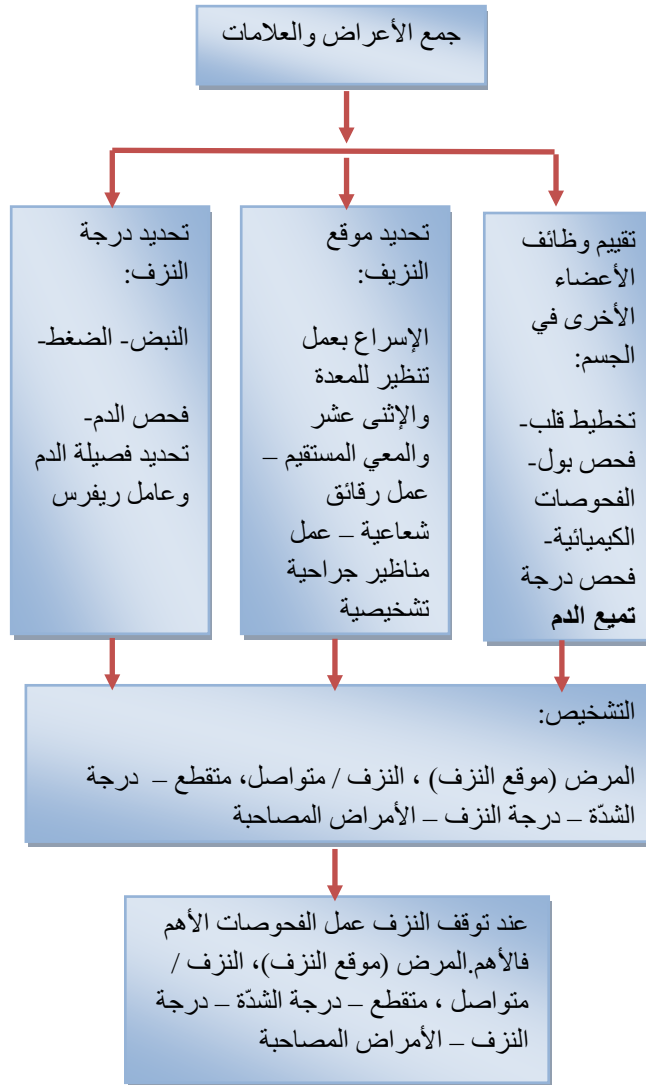 جمع الأعراض والعلامات
تقييم وظائف
الأعضاء
الأخرى في
الجسم:
تخطيط قلب-
فحص بول-
الفحوصات
الكيميائية-
فحص درجة
تميع الدم
تحديد موقع
النزيف:
الإسراع بعمل
تنظير للمعدة
والإثنى عشر
والمعي المستقيم –
عمل رقائق
شعاعية – عمل
مناظير جراحية
تشخيصية
تحديد درجة
النزف:
النبض- الضغط-
فحص الدم-
تحديد فصيلة الدم
وعامل ريفرس
التشخيص:
المرض (موقع النزف) ، النزف / متواصل، متقطع – درجة
الشدّة – درجة النزف – الأمراض المصاحبة
عند توقف النزف عمل الفحوصات الأهم
فالأهم.المرض (موقع النزف)، النزف /
متواصل ، متقطع – درجة الشدّة – درجة
النزف – الأمراض المصاحبة